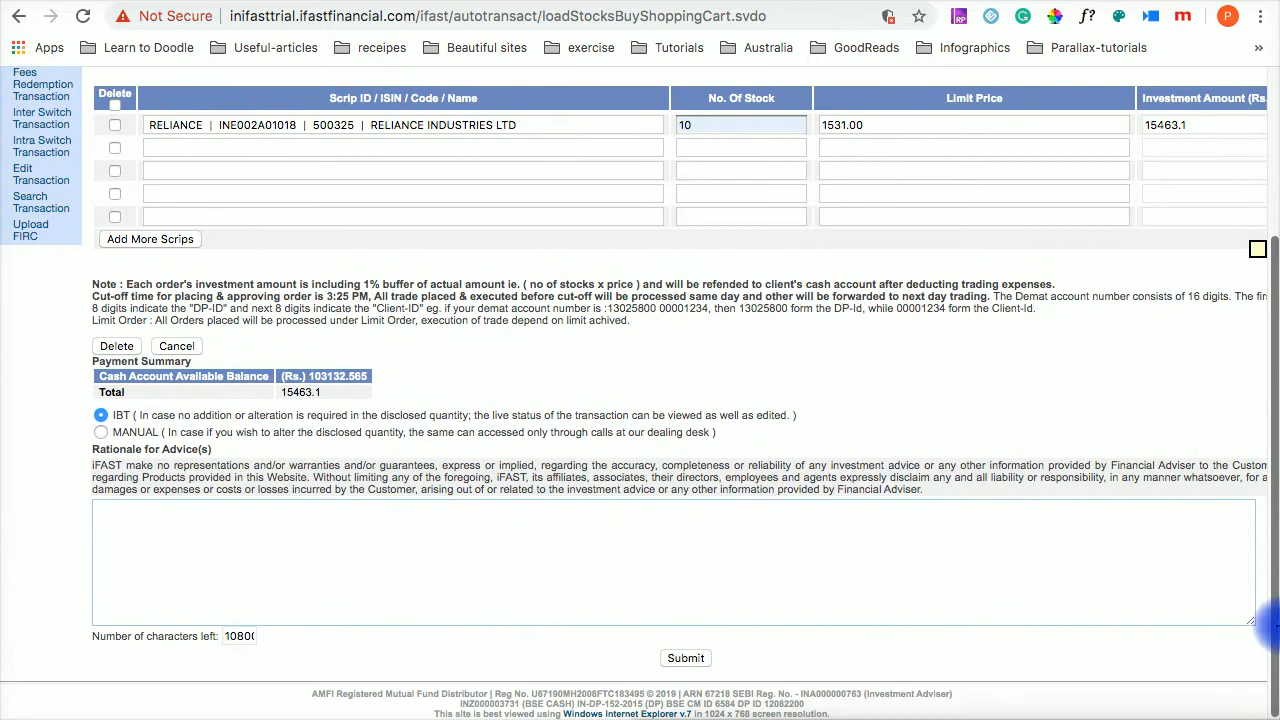 Not Secure
inifasttrial.ifastfinancial.com/ifast/autotransact/loadStocksBuyShoppingCart.svdo
P
Apps
Learn to Doodle
Useful-articles
receipes
Beautiful sites
exercise
Tutorials
Australia
GoodReads
Infographics
Parallax-tutorials
»
Fees
Redemption
Transaction
Inter Switch
Transaction
Intra Switch
Transaction
Edit
Transaction
Search
Transaction
Upload
FIRC
Delete
Scrip ID / ISIN / Code / Name
No. Of Stock
Limit Price
Investment Amount (Rs.
RELIANCE | INE002A01018 | 500325 | RELIANCE INDUSTRIES LTD
10
1531.00
15463.1
Add More Scrips
Note : Each order's investment amount is including 1% buffer of actual amount ie. ( no of stocks x price ) and will be refended to client's cash account after deducting trading expenses.
Cut-off time for placing & approving order is 3:25 PM, All trade placed & executed before cut-off will be processed same day and other will be forwarded to next day trading. The Demat account number consists of 16 digits. The firs
8 digits indicate the "DP-ID" and next 8 digits indicate the "Client-ID" eg. if your demat account number is :13025800 00001234, then 13025800 form the DP-Id, while 00001234 form the Client-Id.
Limit Order : All Orders placed will be processed under Limit Order, execution of trade depend on limit achived.
Delete
Cancel
Payment Summary
Cash Account Available Balance
(Rs.) 103132.565
Total
15463.1
IBT ( In case no addition or alteration is required in the disclosed quantity; the live status of the transaction can be viewed as well as edited. )
MANUAL ( In case if you wish to alter the disclosed quantity, the same can accessed only through calls at our dealing desk )
Rationale for Advice(s)
iFAST make no representations and/or warranties and/or guarantees, express or implied, regarding the accuracy, completeness or reliability of any investment advice or any other information provided by Financial Adviser to the Custom
regarding Products provided in this Website. Without limiting any of the foregoing, iFAST, its affiliates, associates, their directors, employees and agents expressly disclaim any and all liability or responsibility, in any manner whatsoever, for a
damages or expenses or costs or losses incurred by the Customer, arising out of or related to the investment advice or any other information provided by Financial Adviser.
Number of characters left:
1080
Submit
AMFI Registered Mutual Fund Distributor | Reg No. U67190MH2008FTC183495 © 2019 | ARN 67218 SEBI Reg. No. - INA000000763 (Investment Adviser)
INZ000003731 (BSE CASH) IN-DP-152-2015 (DP) BSE CM ID 6584 DP ID 12082200
This site is best viewed using Windows Internet Explorer v.7 in 1024 x 768 screen resolution.